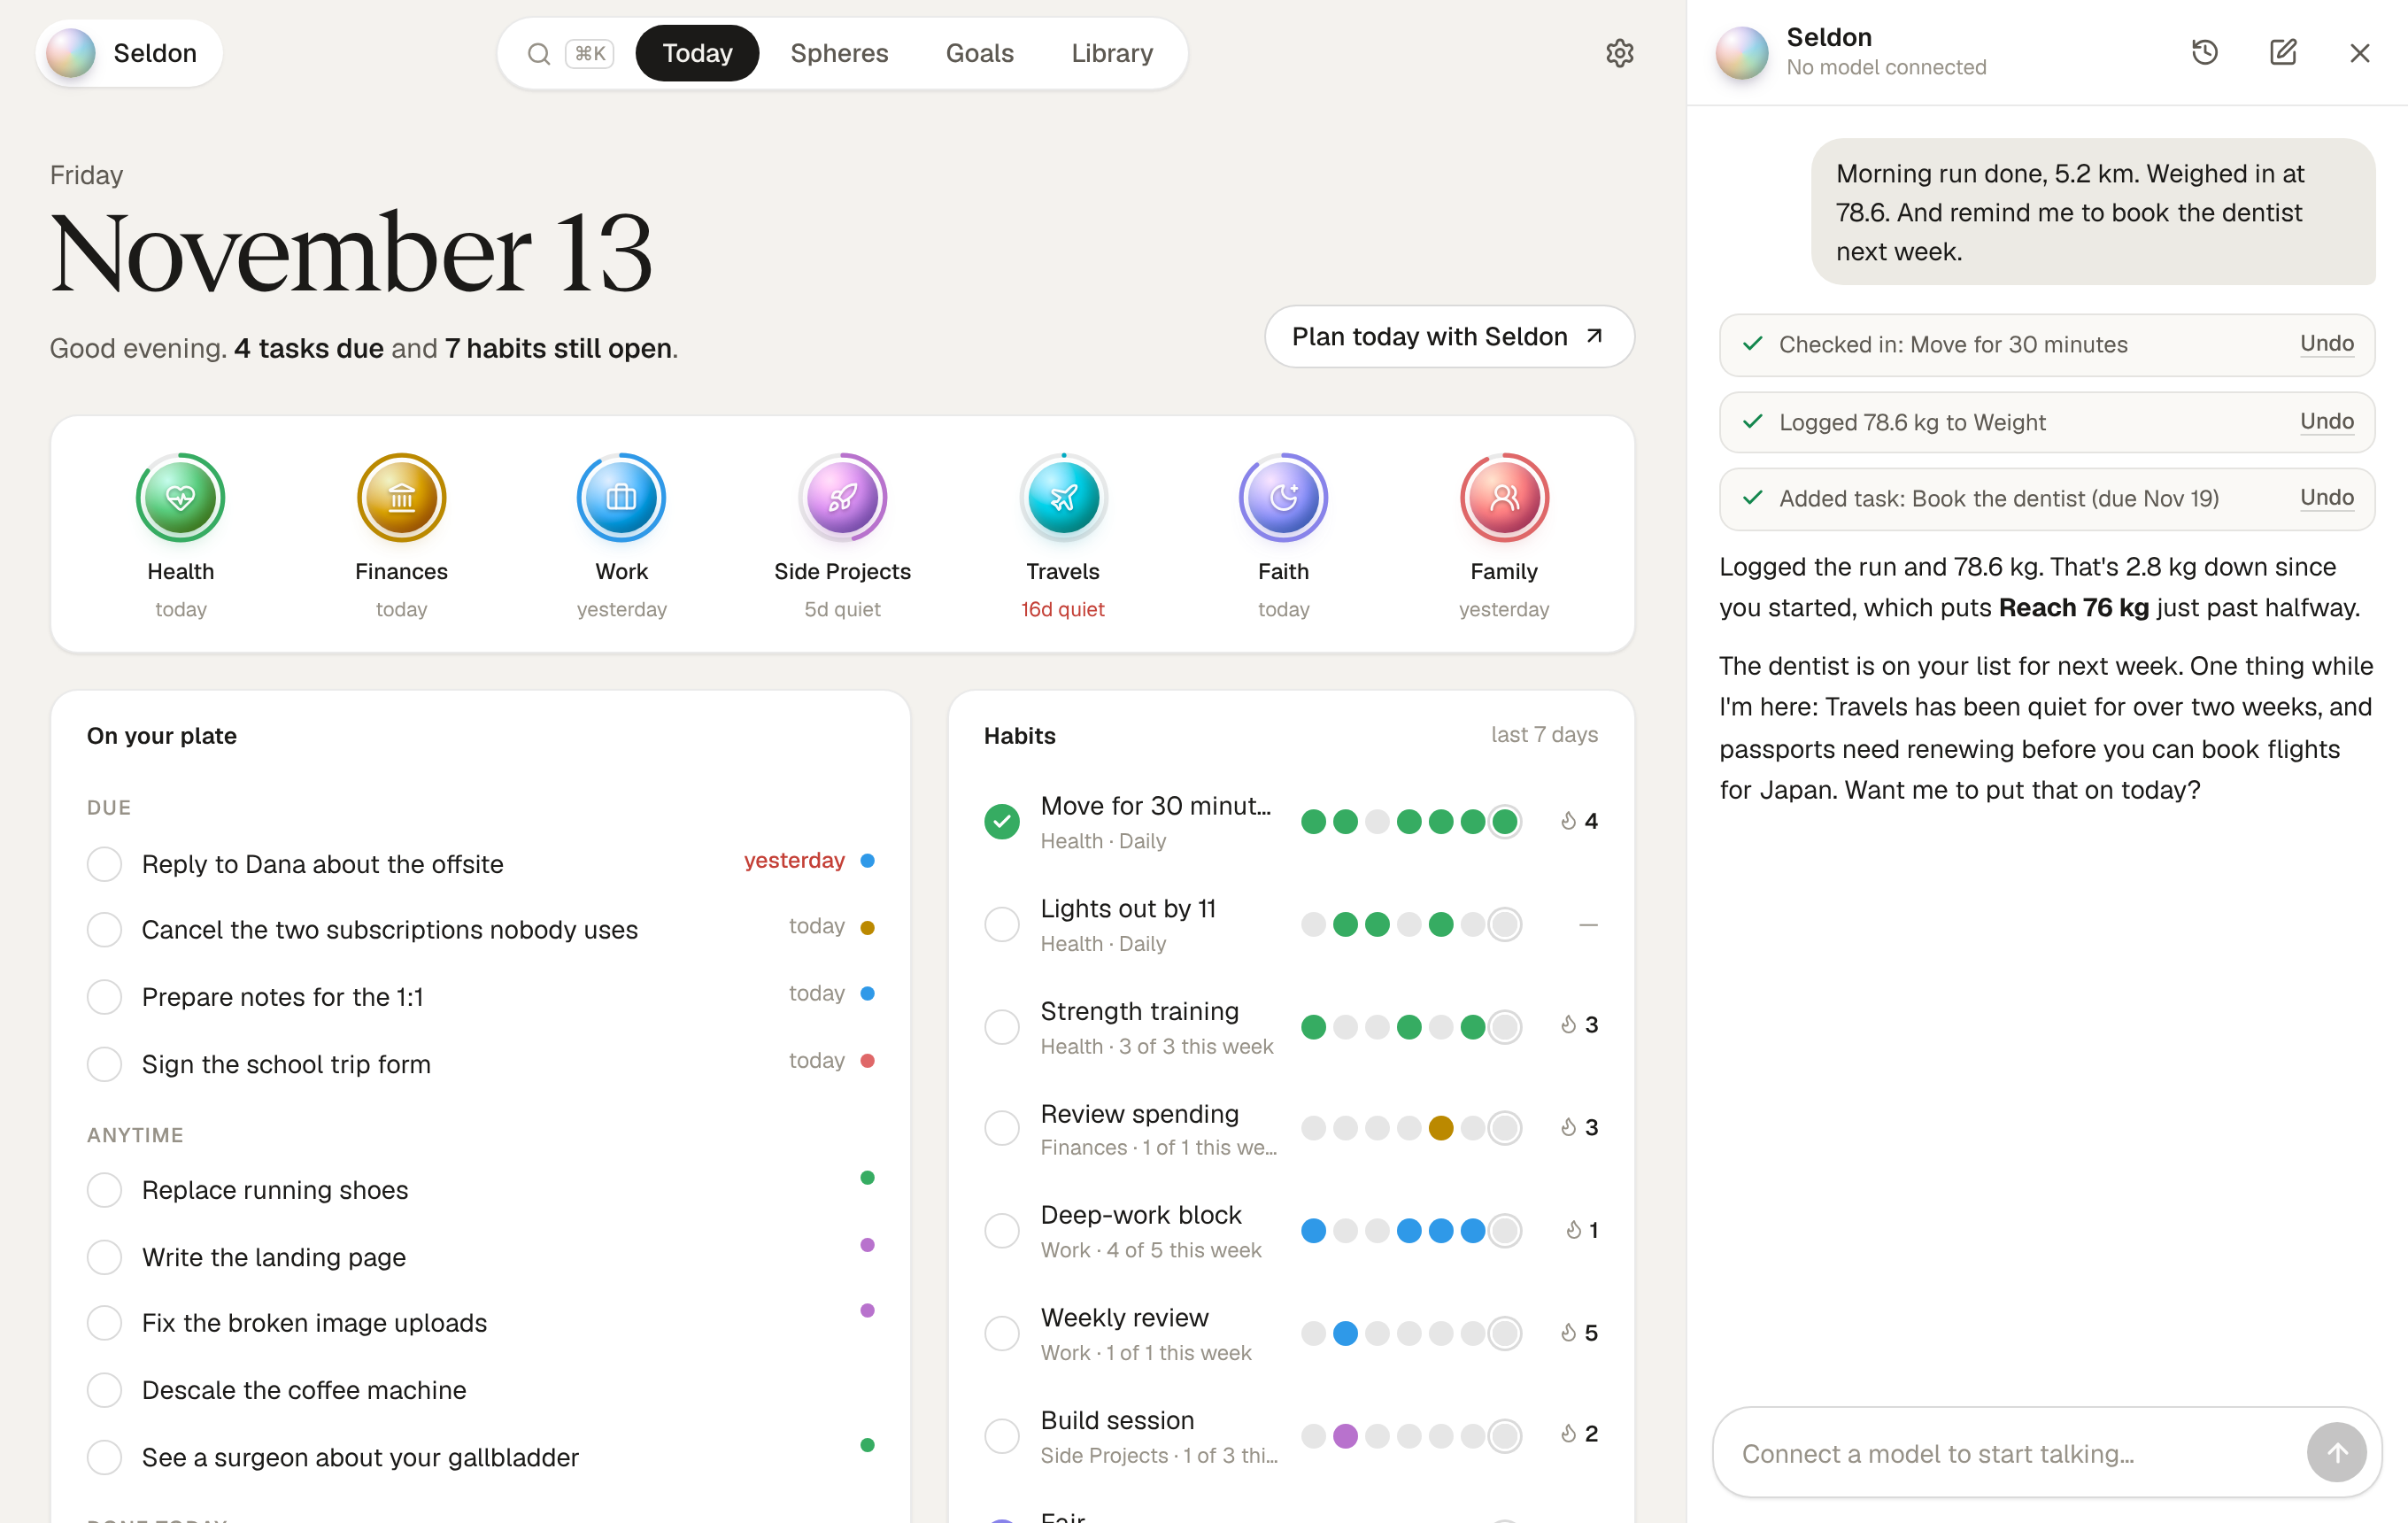 Seldon
⌘K
Today
Spheres
Goals
Library
Friday
November 13
Good evening. 4 tasks due and 7 habits still open.
Plan today with Seldon
Health
today
Finances
today
Work
yesterday
Side Projects
5d quiet
Travels
16d quiet
Faith
today
Family
yesterday
On your plate
DUE
Reply to Dana about the offsite
yesterday
Cancel the two subscriptions nobody uses
today
Prepare notes for the 1:1
today
Sign the school trip form
today
ANYTIME
Replace running shoes
Write the landing page
Fix the broken image uploads
Descale the coffee machine
See a surgeon about your gallbladder
DONE TODAY
Habits
last 7 days
Move for 30 minut...
Health · Daily
4
Lights out by 11
Health · Daily
—
Strength training
Health · 3 of 3 this week
3
Review spending
Finances · 1 of 1 this we...
3
Deep-work block
Work · 4 of 5 this week
1
Weekly review
Work · 1 of 1 this week
5
Build session
Side Projects · 1 of 3 thi...
2
Seldon
No model connected
Morning run done, 5.2 km. Weighed in at
78.6. And remind me to book the dentist
next week.
Checked in: Move for 30 minutes
Undo
Logged 78.6 kg to Weight
Undo
Added task: Book the dentist (due Nov 19)
Undo
Logged the run and 78.6 kg. That's 2.8 kg down since
you started, which puts Reach 76 kg just past halfway.
The dentist is on your list for next week. One thing while
I'm here: Travels has been quiet for over two weeks, and
passports need renewing before you can book flights
for Japan. Want me to put that on today?
Connect a model to start talking...